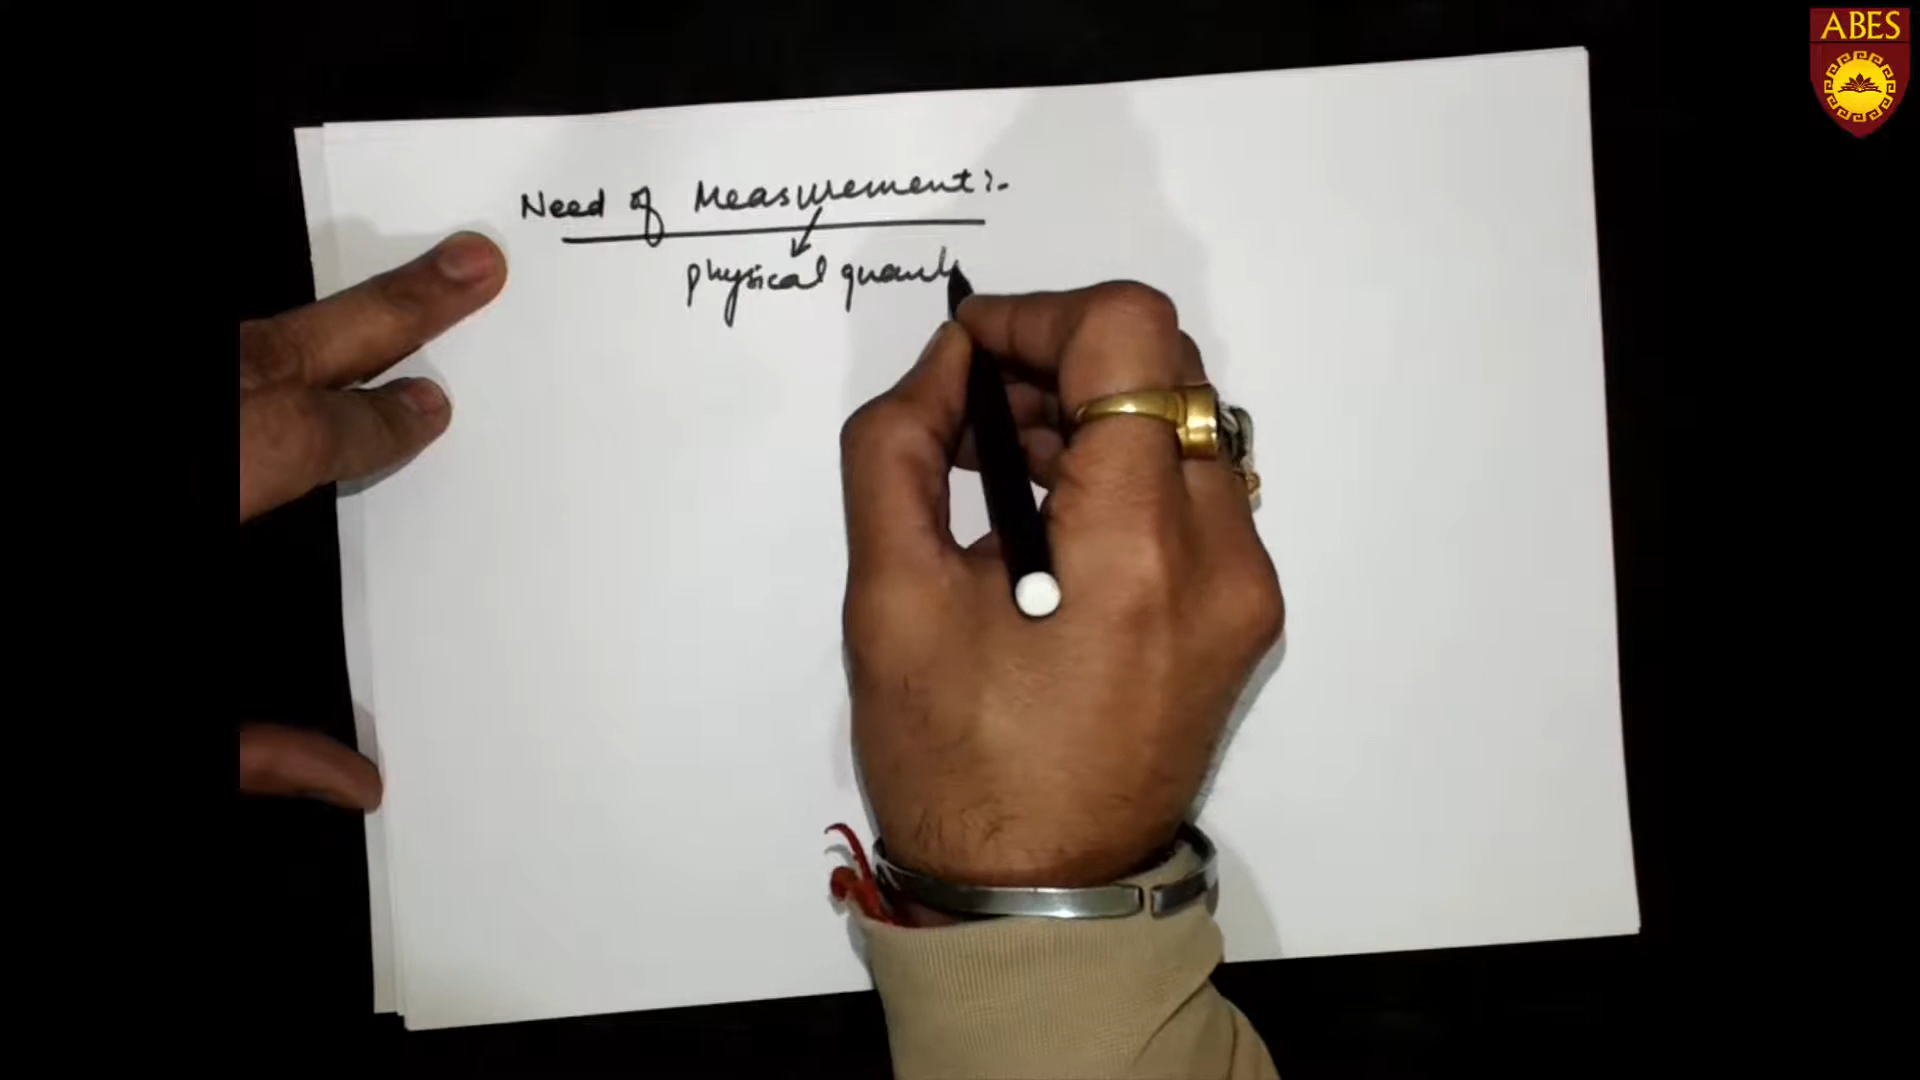 ABES
Need of Measurement:-
physical quant